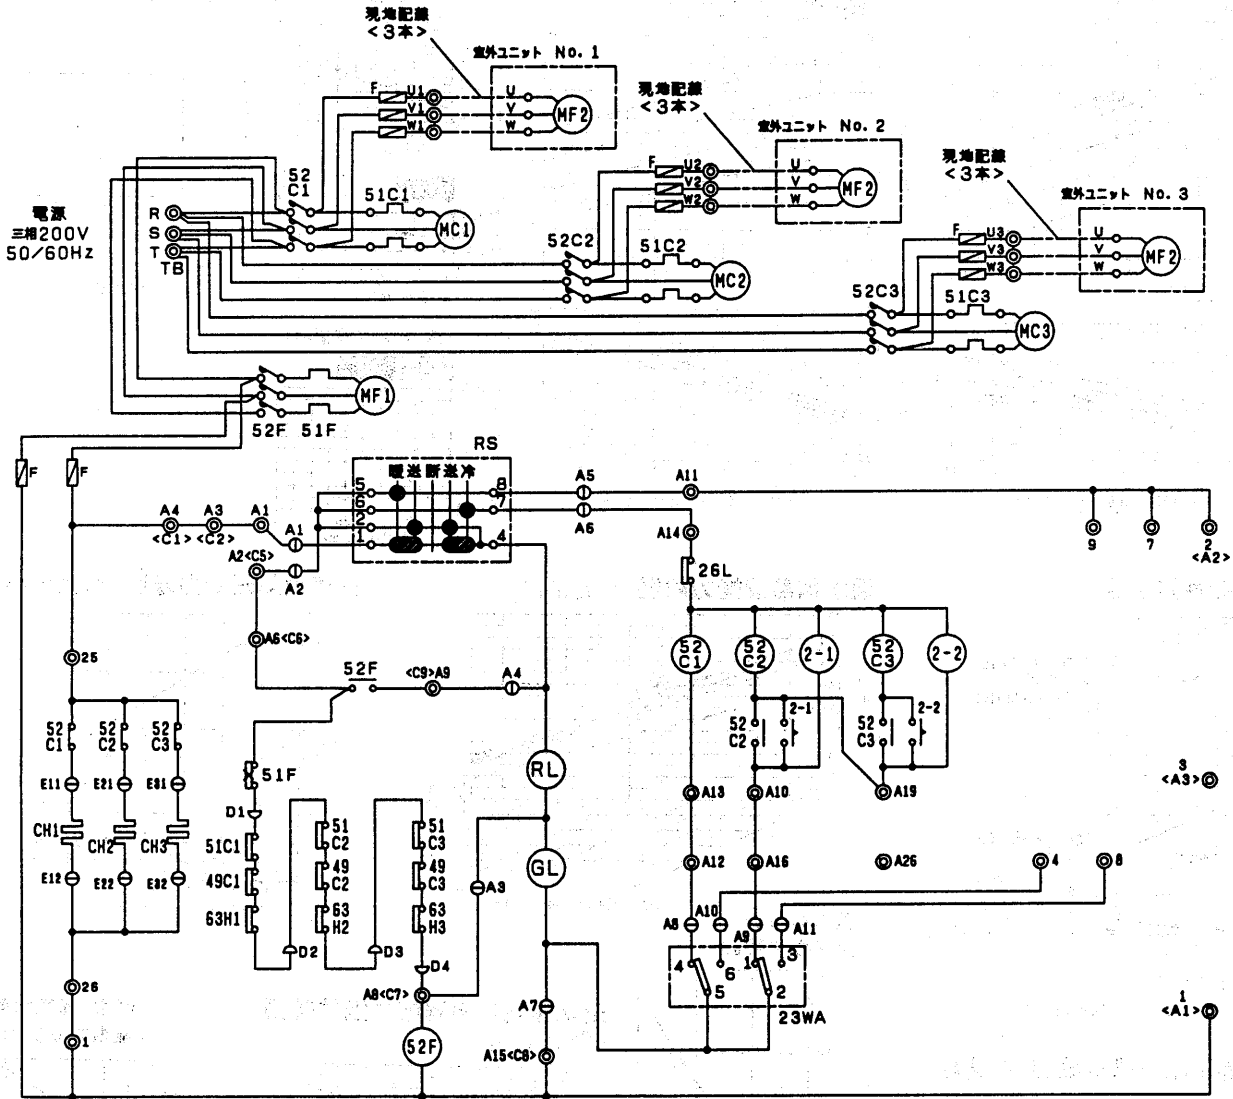 現地配線
<3本>
室外ユニット No. 1
F U1 U
V1 V MF2
W1 W
現地配線
<3本>
室外ユニット No. 2
F U2 U
V2 V MF2
W2 W
現地配線
<3本>
室外ユニット No. 3
F U3 U
V3 V MF2
W3 W
電源
三相200V
50/60Hz
R
S
T
TB
52
C1
51C1
MC1
52C2
51C2
MC2
52C3
51C3
MC3
MF1
52F 51F
F
F
RS
暖送断送冷
5 8
6 7
2
1 4
A4
<C1>
A3
<C2>
A1
A1
A2<C5>
A2
A5
A6
A11
A14
26L
9
7
2
<A2>
A6<C6>
52F
<C9>A9
A4
25
52
C1
52
C2
52
C3
E11
E21
E31
CH1
CH2
CH3
E12
E22
E32
26
1
51F
D1
51C1
49C1
63H1
D2
51
C2
49
C2
63
H2
D3
51
C3
49
C3
63
H3
D4
A3
A8<C7>
52F
RL
GL
A7
A15<C8>
52
C1
52
C2
2-1
52
C3
2-2
52
C2
2-1
52
C3
2-2
A13
A10
A19
A12
A16
A26
4
8
A8
A10
A9
A11
4
6
5
1
3
2
23WA
3
<A3>
1
<A1>